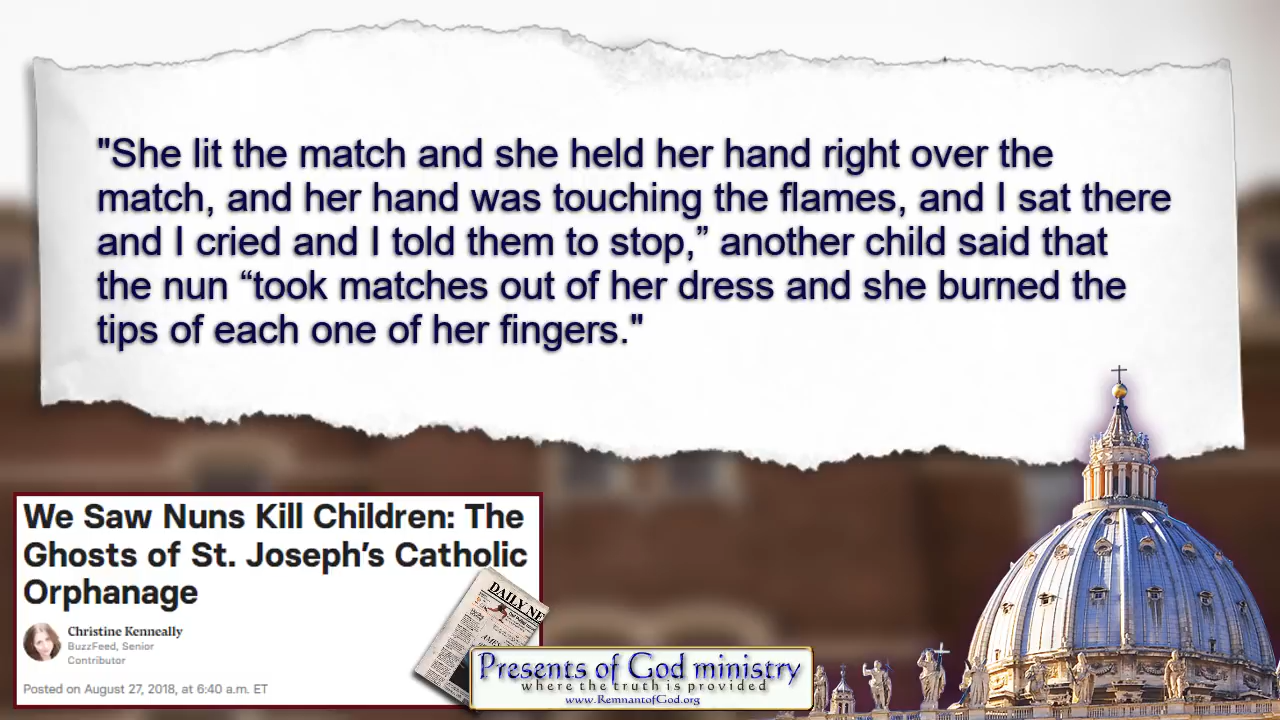 "She lit the match and she held her hand right over the
match, and her hand was touching the flames, and I sat there
and I cried and I told them to stop,” another child said that
the nun “took matches out of her dress and she burned the
tips of each one of her fingers."
We Saw Nuns Kill Children: The
Ghosts of St. Joseph’s Catholic
Orphanage
Christine Kenneally
BuzzFeed, Senior
Contributor
Posted on August 27, 2018, at 6:40 a.m. ET
DAILY NE
Presents of God ministry
where the truth is provided
www.RemnantofGod.org